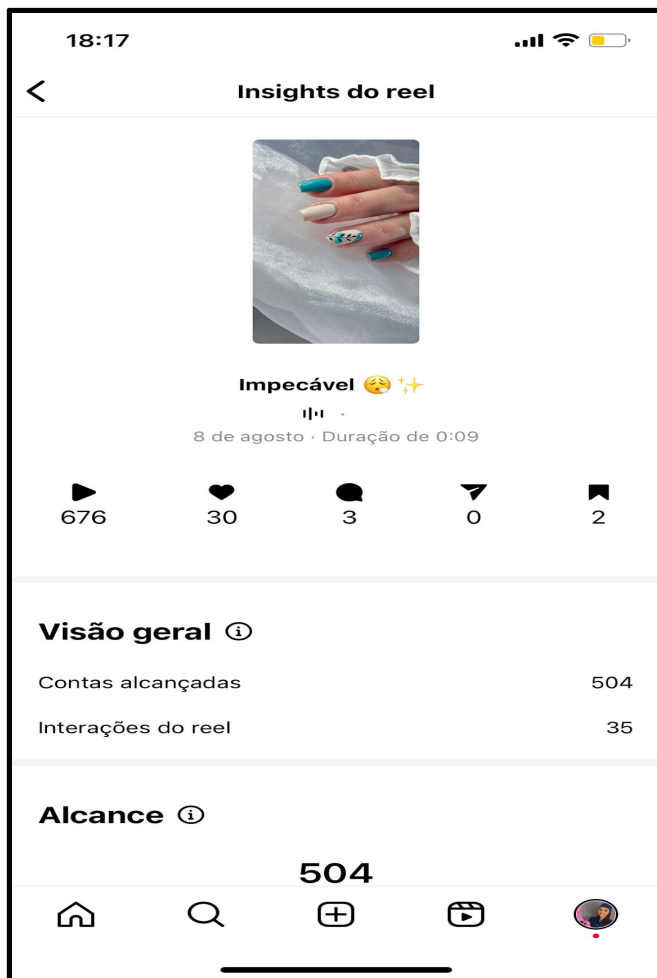 18:17
Insights do reel
Impecável 😮‍💨 ✨
8 de agosto · Duração de 0:09
676 30 3 0 2
Visão geral
Contas alcançadas 504
Interações do reel 35
Alcance
504